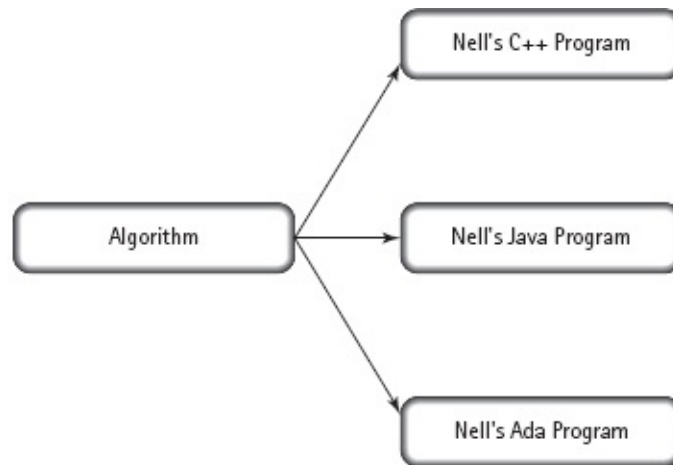 Nell's C++ Program
Algorithm
Nell's Java Program
Nell's Ada Program